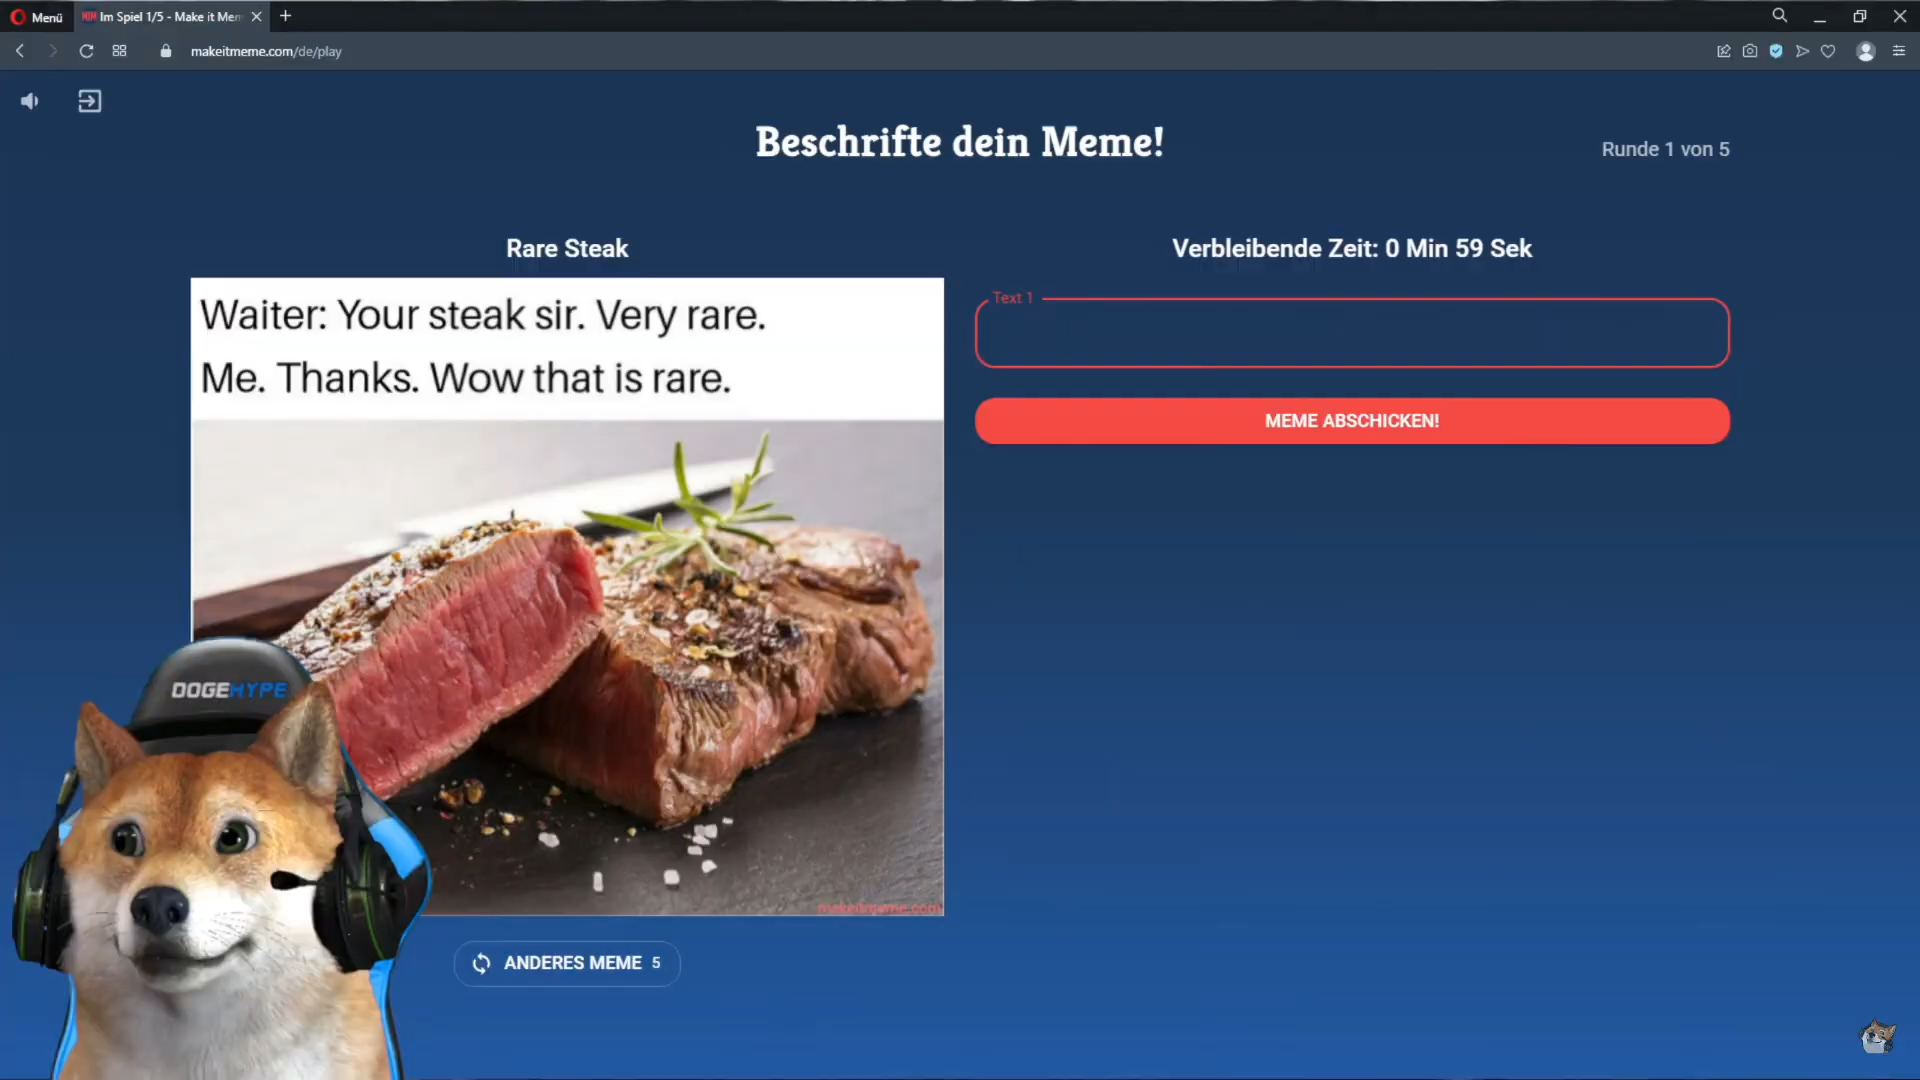 Menü
Im Spiel 1/5 - Make it Mem
makeitmeme.com/de/play
Beschrifte dein Meme!
Runde 1 von 5
Rare Steak
Verbleibende Zeit: 0 Min 59 Sek
Waiter: Your steak sir. Very rare.
Me. Thanks. Wow that is rare.
Text 1
MEME ABSCHICKEN!
DOGEHYPE
makeitmeme.com
ANDERES MEME 5